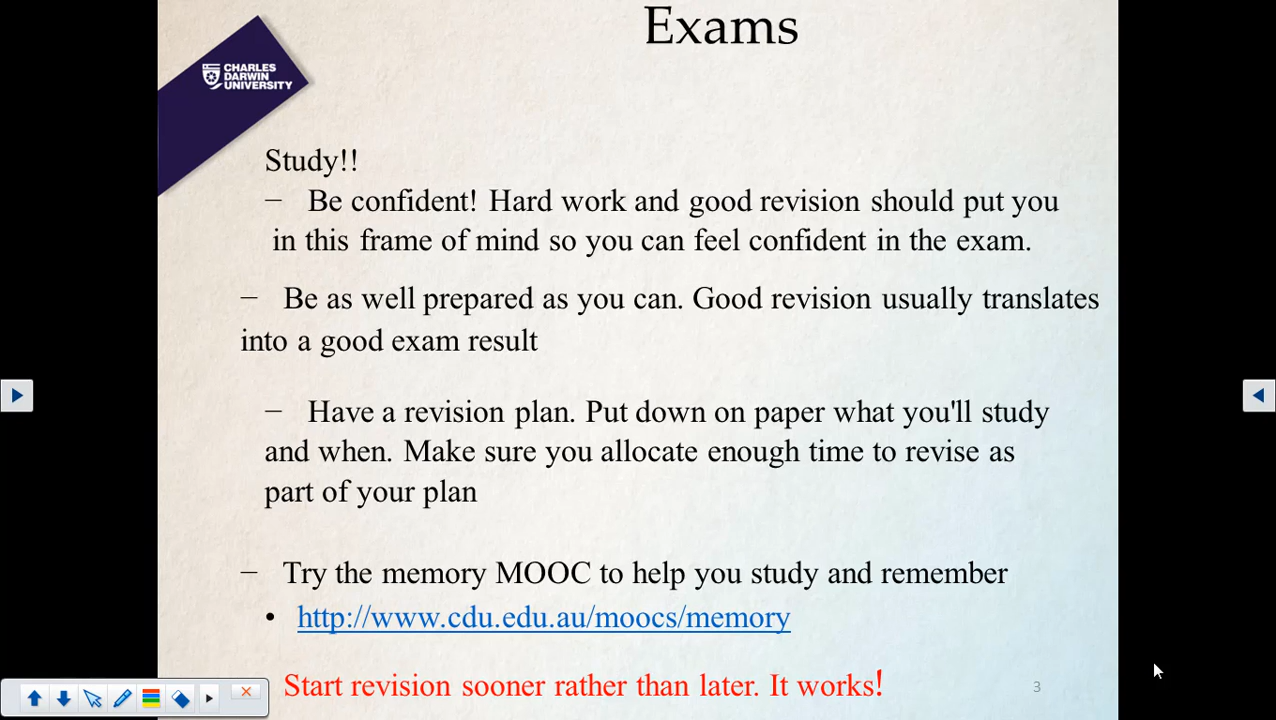 Exams
CHARLES
DARWIN
UNIVERSITY
Study!!
– Be confident! Hard work and good revision should put you
in this frame of mind so you can feel confident in the exam.
– Be as well prepared as you can. Good revision usually translates
into a good exam result
– Have a revision plan. Put down on paper what you'll study
and when. Make sure you allocate enough time to revise as
part of your plan
– Try the memory MOOC to help you study and remember
• http://www.cdu.edu.au/moocs/memory
Start revision sooner rather than later. It works!
3